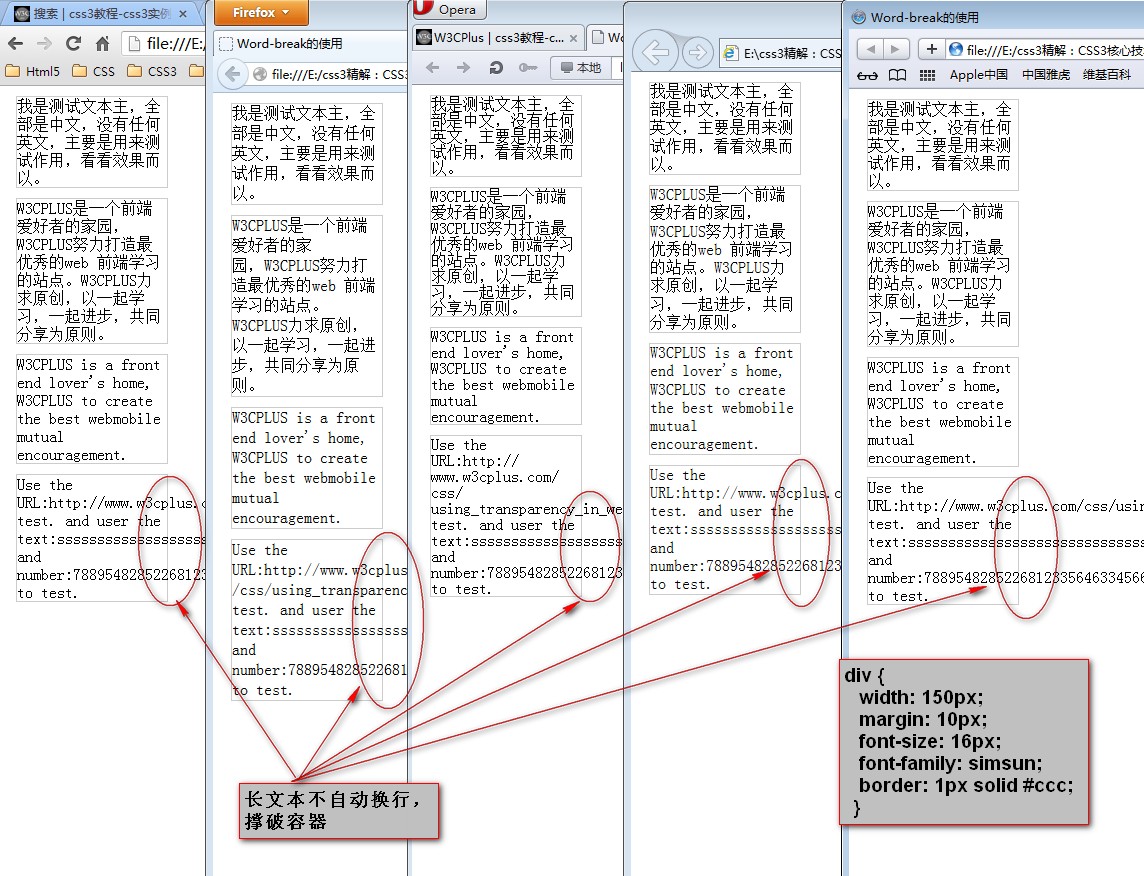 搜索 | css3教程-css3实例
file:///E:/
Html5
CSS
CSS3
我是测试文本主，全
部是中文，没有任何
英文，主要是用来测
试作用，看看效果而
以。
W3CPLUS是一个前端
爱好者的家园，
W3CPLUS努力打造最
优秀的web 前端学习
的站点。W3CPLUS力
求原创，以一起学
习，一起进步，共同
分享为原则。
W3CPLUS is a front
end lover's home,
W3CPLUS to create
the best webmobile
mutual
encouragement.
Use the
URL:http://www.w3cplus.c
test. and user the
text:sssssssssssssssssss
and
number:78895482852268123
to test.
Firefox
Word-break的使用
file:///E:/css3精解：CSS3
我是测试文本主，全
部是中文，没有任何
英文，主要是用来测
试作用，看看效果而
以。
W3CPLUS是一个前端
爱好者的家
园，W3CPLUS努力打
造最优秀的web 前端
学习的站点。
W3CPLUS力求原创，
以一起学习，一起进
步，共同分享为原
则。
W3CPLUS is a front
end lover's home,
W3CPLUS to create
the best webmobile
mutual
encouragement.
Use the
URL:http://www.w3cplus
/css/using_transparenc
test. and user the
text:sssssssssssssssss
and
number:788954828522681
to test.
Opera
W3CPlus | css3教程-c...
Wo
本地
我是测试文本主，全
部是中文，没有任何
英文，主要是用来测
试作用，看看效果而
以。
W3CPLUS是一个前端
爱好者的家园，
W3CPLUS努力打造最
优秀的web 前端学习
的站点。W3CPLUS力
求原创，以一起学
习，一起进步，共同
分享为原则。
W3CPLUS is a front
end lover's home,
W3CPLUS to create
the best webmobile
mutual
encouragement.
Use the
URL:http://
www.w3cplus.com/
css/
using_transparency_in_we
test. and user the
text:sssssssssssssssssss
and
number:78895482852268123
to test.
E:\css3精解：CSS
我是测试文本主，全
部是中文，没有任何
英文，主要是用来测
试作用，看看效果而
以。
W3CPLUS是一个前端
爱好者的家园，
W3CPLUS努力打造最
优秀的web 前端学习
的站点。W3CPLUS力
求原创，以一起学
习，一起进步，共同
分享为原则。
W3CPLUS is a front
end lover's home,
W3CPLUS to create
the best webmobile
mutual
encouragement.
Use the
URL:http://www.w3cplus.c
test. and user the
text:sssssssssssssssssss
and
number:78895482852268123
to test.
Word-break的使用
file:///E:/css3精解：CSS3核心技
Apple中国
中国雅虎
维基百科
我是测试文本主，全
部是中文，没有任何
英文，主要是用来测
试作用，看看效果而
以。
W3CPLUS是一个前端
爱好者的家园，
W3CPLUS努力打造最
优秀的web 前端学习
的站点。W3CPLUS力
求原创，以一起学
习，一起进步，共同
分享为原则。
W3CPLUS is a front
end lover's home,
W3CPLUS to create
the best webmobile
mutual
encouragement.
Use the
URL:http://www.w3cplus.com/css/usin
test. and user the
text:ssssssssssssssssssssssssssssss
and
number:7889548285226812335646334566
to test.
长文本不自动换行，
撑破容器
div {
width: 150px;
margin: 10px;
font-size: 16px;
font-family: simsun;
border: 1px solid #ccc;
}